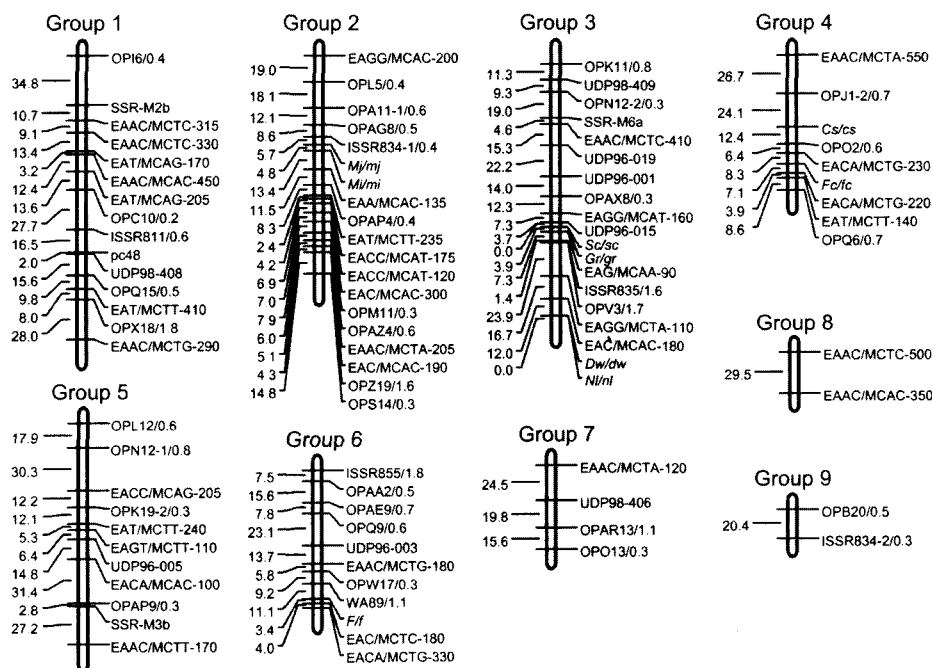 Group 1
34.8
10.7
9.1
13.4
3.2
12.4
13.6
27.7
16.5
2.0
15.6
9.8
8.0
28.0
OPI6/0.4
SSR-M2b
EAAC/MCTC-315
EAAC/MCTC-330
EAT/MCAG-170
EAAC/MCAC-450
EAT/MCAG-205
OPC10/0.2
ISSR811/0.6
pc48
UDP98-408
OPQ15/0.5
EAT/MCTT-410
OPX18/1.8
EAAC/MCTG-290
Group 2
19.0
18.1
12.1
8.6
5.7
4.8
13.4
11.5
8.3
2.4
4.2
6.9
7.0
7.9
6.0
5.1
4.3
14.8
EAGG/MCAC-200
OPL5/0.4
OPA11-1/0.6
OPAG8/0.5
ISSR834-1/0.4
Mj/mj
Mi/mi
EAA/MCAC-135
OPAP4/0.4
EAT/MCTT-235
EACC/MCAT-175
EACC/MCAT-120
EAC/MCAC-300
OPM11/0.3
OPAZ4/0.6
EAAC/MCTA-205
EAC/MCAC-190
OPZ19/1.6
OPS14/0.3
Group 3
11.3
9.3
19.0
4.6
15.3
22.2
14.0
12.3
7.3
3.7
0.0
3.9
7.3
1.4
23.9
16.7
12.0
0.0
OPK11/0.8
UDP98-409
OPN12-2/0.3
SSR-M6a
EAAC/MCTC-410
UDP96-019
UDP96-001
OPAX8/0.3
EAGG/MCAT-160
UDP96-015
Sc/sc
Gr/gr
EAG/MCAA-90
ISSR835/1.6
OPV3/1.7
EAGG/MCTA-110
EAC/MCAC-180
Dw/dw
Nl/nl
Group 4
26.7
24.1
12.4
6.4
8.3
7.1
3.9
8.6
EAAC/MCTA-550
OPJ1-2/0.7
Cs/cs
OPO2/0.6
EACA/MCTG-230
Fc/fc
EACA/MCTG-220
EAT/MCTT-140
OPQ6/0.7
Group 5
17.9
30.3
12.2
12.1
5.3
6.4
14.8
31.4
2.8
27.2
OPL12/0.6
OPN12-1/0.8
EACC/MCAG-205
OPK19-2/0.3
EAT/MCTT-240
EAGT/MCTT-110
UDP96-005
EACA/MCAC-100
OPAP9/0.3
SSR-M3b
EAAC/MCTT-170
Group 6
7.5
15.6
7.8
23.1
13.7
5.8
9.2
11.1
3.4
4.0
ISSR855/1.8
OPAA2/0.5
OPAE9/0.7
OPQ9/0.6
UDP96-003
EAAC/MCTG-180
OPW17/0.3
WA89/1.1
F/f
EAC/MCTC-180
EACA/MCTG-330
Group 7
24.5
19.8
15.6
EAAC/MCTA-120
UDP98-406
OPAR13/1.1
OPO13/0.3
Group 8
29.5
EAAC/MCTC-500
EAAC/MCAC-350
Group 9
20.4
OPB20/0.5
ISSR834-2/0.3